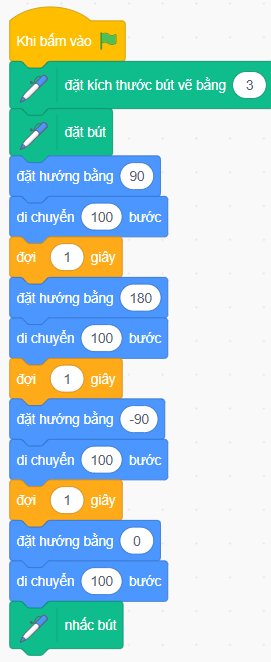 Khi bấm vào
đặt kích thước bút vẽ bằng 3
đặt bút
đặt hướng bằng 90
di chuyển 100 bước
đợi 1 giây
đặt hướng bằng 180
di chuyển 100 bước
đợi 1 giây
đặt hướng bằng -90
di chuyển 100 bước
đợi 1 giây
đặt hướng bằng 0
di chuyển 100 bước
nhấc bút